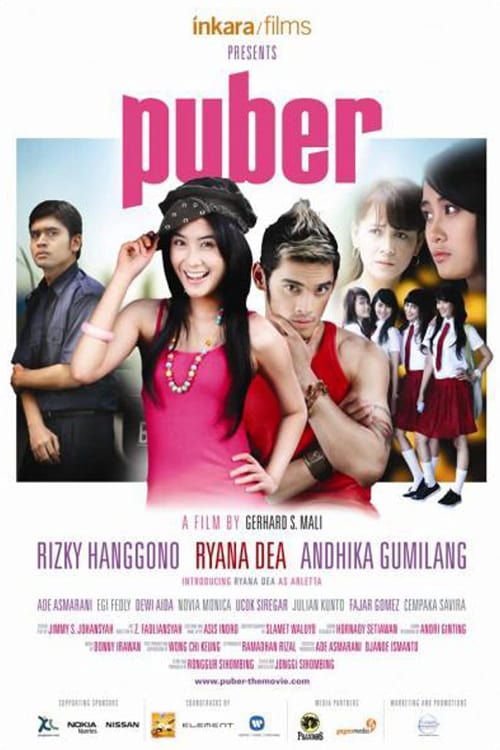 inkara/films
PRESENTS
puber
A FILM BY GERHARD S. MALI
RIZKY HANGGONO RYANA DEA ANDHIKA GUMILANG
INTRODUCING RYANA DEA AS ARLETTA
ADE ASMARANI EGI FEDLY DEWI AIDA NOVIA MONICA UCOK SIREGAR JULIAN KUNTO FAJAR GOMEZ CEMPAKA SAVIRA
JIMMY S. JOHANSYAH Z. FADLIANSYAH ASIS INDRO SLAMET WALUYO HORNADY SETIAWAN ANDRI GINTING
DONNY IRAWAN WONG CHI KEUNG RAMADHAN RIZAL ADE ASMARANI DJANDE ISMANTO
RONGGUR SIHOMBING JONGGI SIHOMBING
www.puber-themovie.com
SUPPORTING SPONSORS SOUNDTRACKS BY MEDIA PARTNERS MARKETING AND PROMOTIONS
XL NOKIA Nseries NISSAN ELEMENT